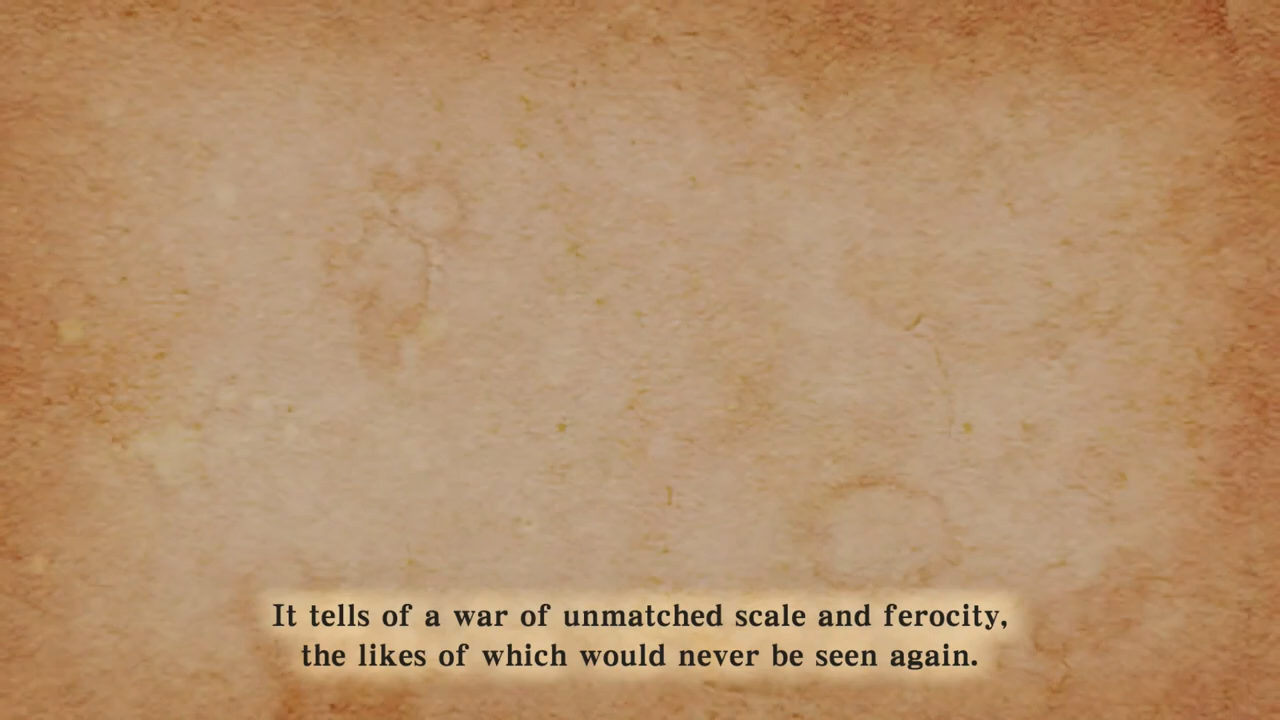 It tells of a war of unmatched scale and ferocity,
the likes of which would never be seen again.